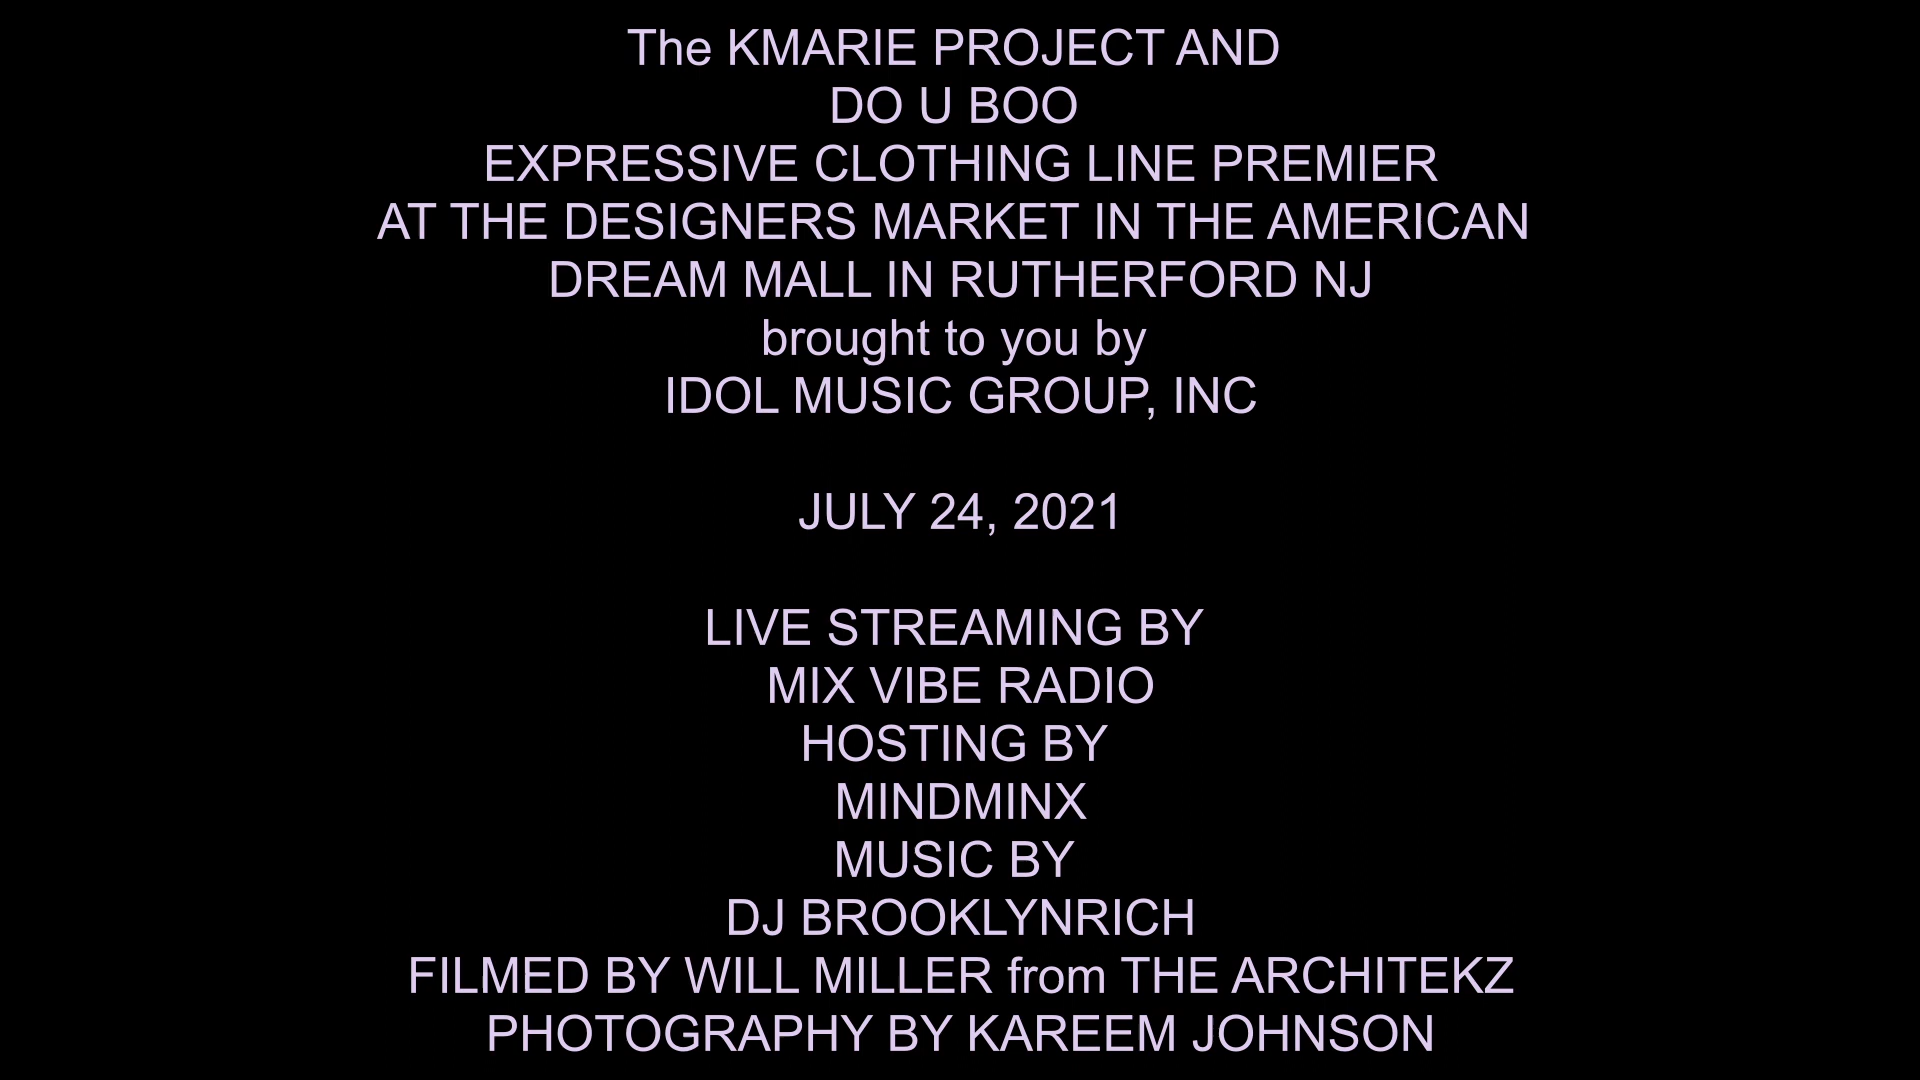 The KMARIE PROJECT AND
DO U BOO
EXPRESSIVE CLOTHING LINE PREMIER
AT THE DESIGNERS MARKET IN THE AMERICAN
DREAM MALL IN RUTHERFORD NJ
brought to you by
IDOL MUSIC GROUP, INC
JULY 24, 2021
LIVE STREAMING BY
MIX VIBE RADIO
HOSTING BY
MINDMINX
MUSIC BY
DJ BROOKLYNRICH
FILMED BY WILL MILLER from THE ARCHITEKZ
PHOTOGRAPHY BY KAREEM JOHNSON